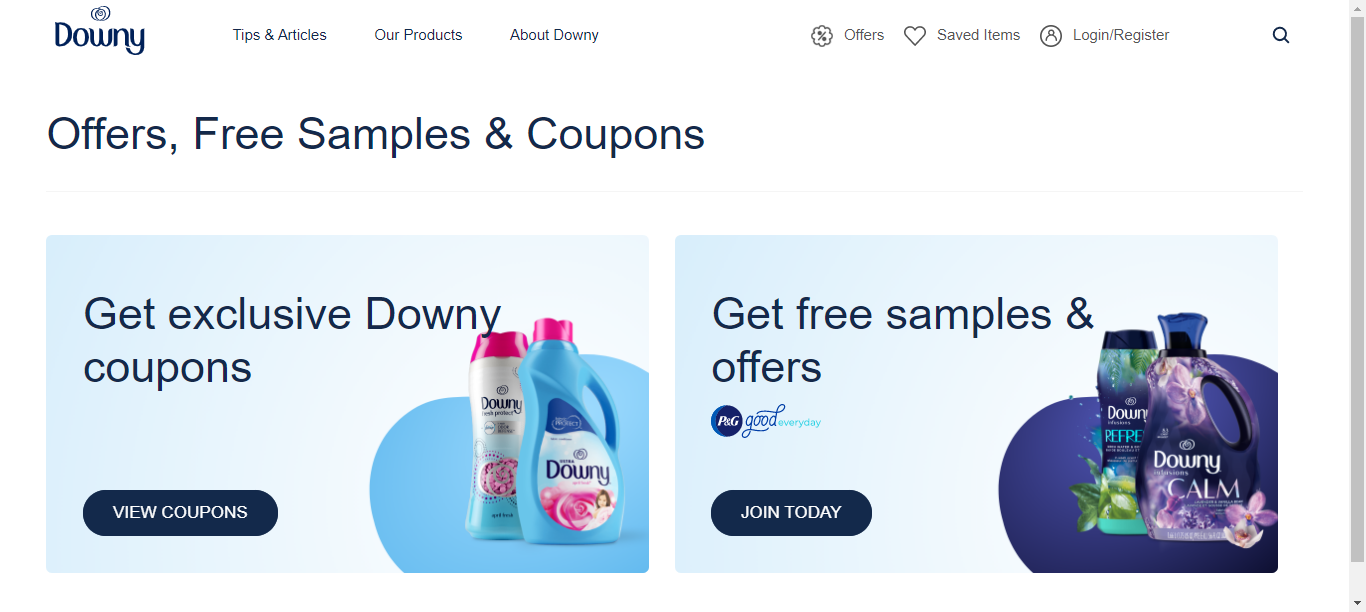 Downy
Tips & Articles
Our Products
About Downy
Offers
Saved Items
Login/Register
Offers, Free Samples & Coupons
Get exclusive Downy
coupons
Downy
fresh protect
Downy
april fresh
VIEW COUPONS
Get free samples &
offers
P&G good everyday
Downy
infusions
REFRE
Downy
infusions
CALM
JOIN TODAY